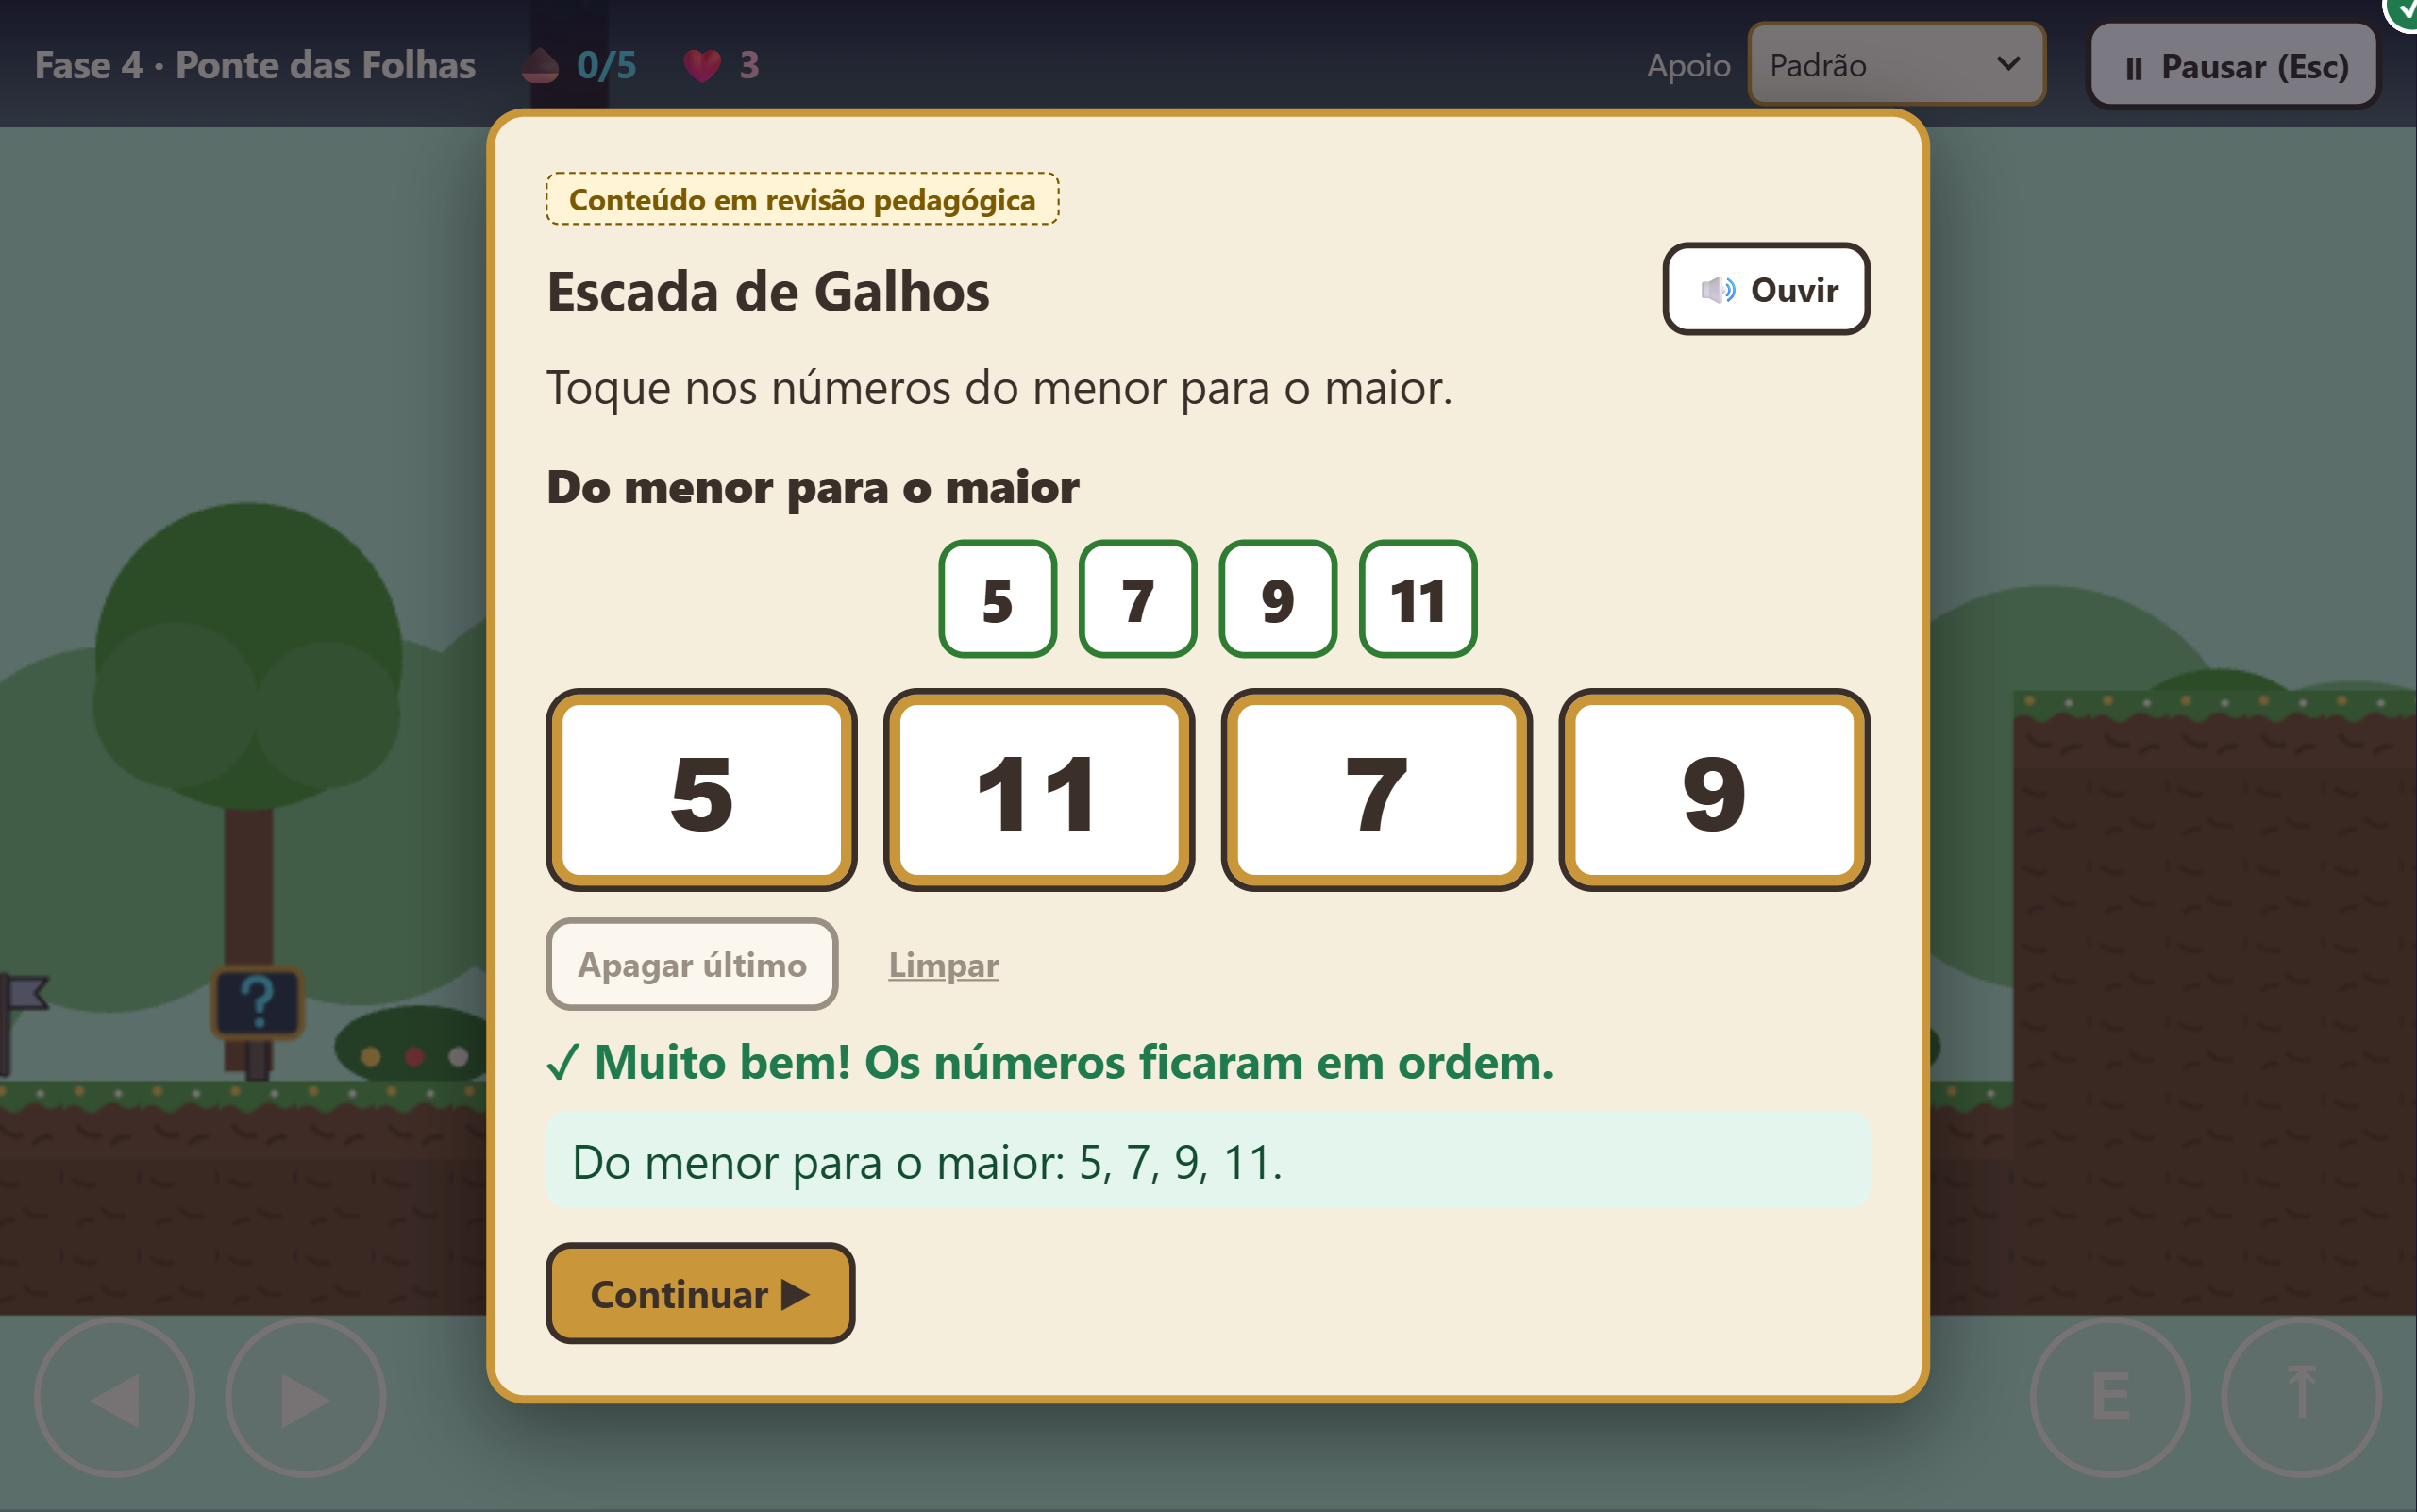 Fase 4 · Ponte das Folhas 0/5 3 Apoio Padrão Pausar (Esc)
Conteúdo em revisão pedagógica
Escada de Galhos
Ouvir
Toque nos números do menor para o maior.
Do menor para o maior
5 7 9 11
5 11 7 9
Apagar último Limpar
✓ Muito bem! Os números ficaram em ordem.
Do menor para o maior: 5, 7, 9, 11.
Continuar ▶
?
E